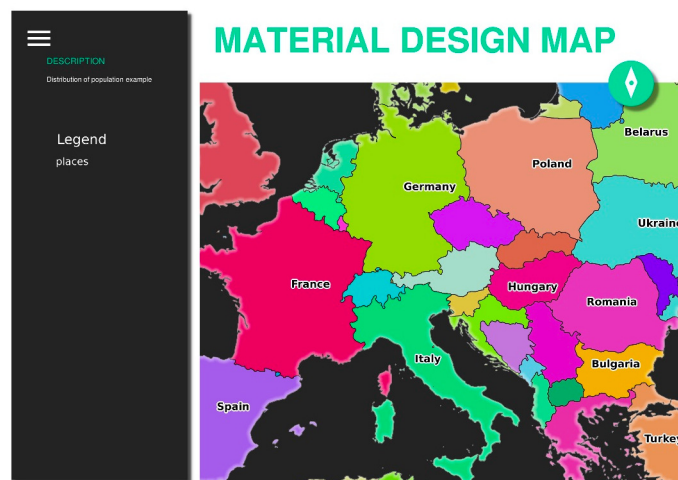 MATERIAL DESIGN MAP
DESCRIPTION
Distribution of population example
Legend
places
Belarus
Poland
Germany
Ukraine
France
Hungary
Romania
Italy
Bulgaria
Spain
Turkey